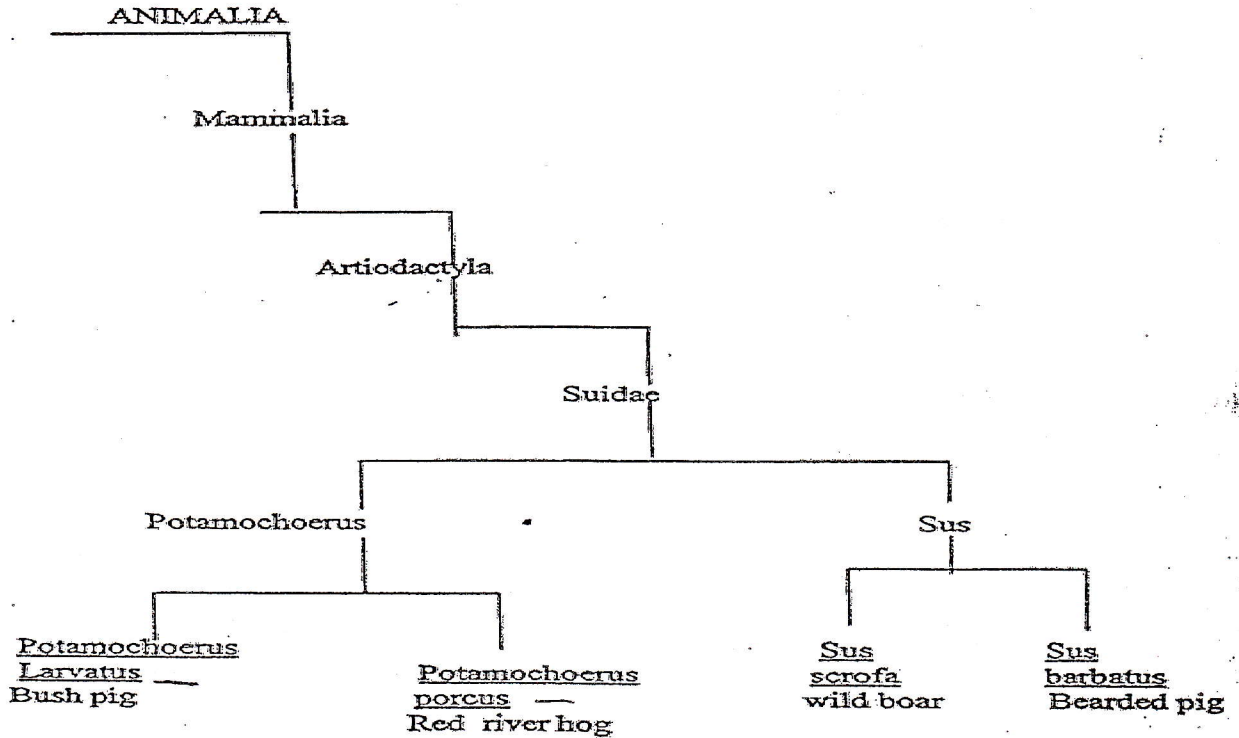 ANIMALIA
Mammalia
Artiodactyla
Suidae
Potamochoerus
Sus
Potamochoerus
Larvatus
Bush pig
Potamochoerus
porcus
Red river hog
Sus
scrofa
wild boar
Sus
barbatus
Bearded pig